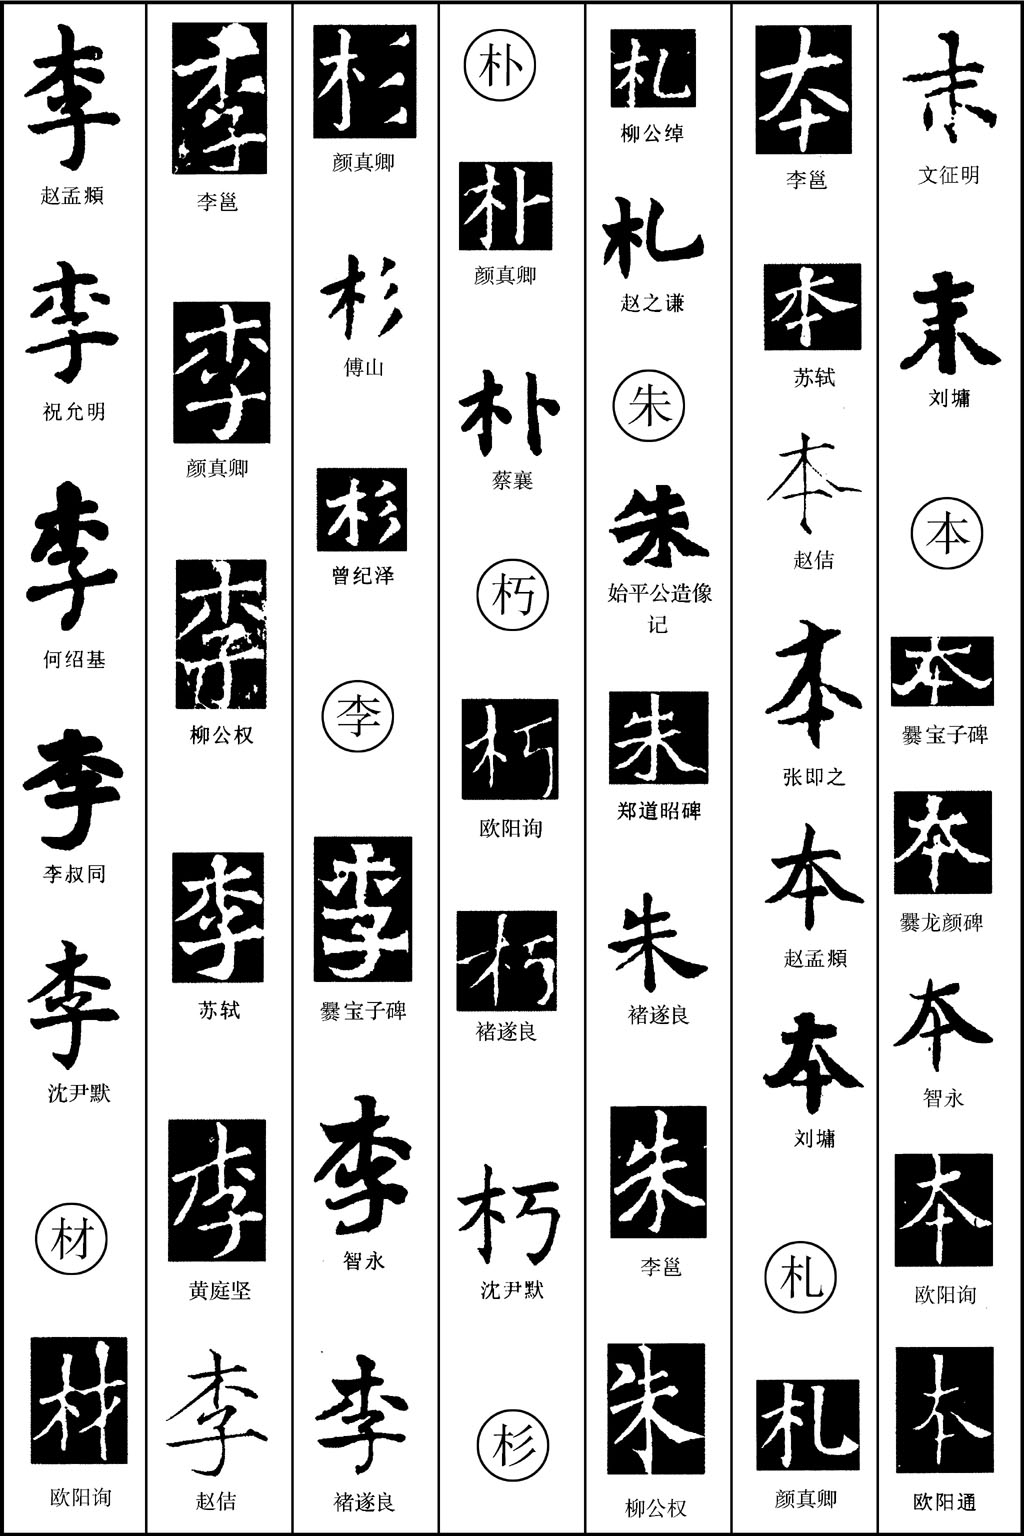 末
文征明
末
刘墉
本
本
爨宝子碑
本
爨龙颜碑
本
智永
本
欧阳询
本
欧阳通
本
李邕
本
苏轼
本
赵佶
本
张即之
本
赵孟頫
本
刘墉
札
札
颜真卿
札
柳公绰
札
赵之谦
朱
朱
始平公造像
记
朱
郑道昭碑
朱
褚遂良
朱
李邕
朱
柳公权
朴
朴
颜真卿
朴
蔡襄
朽
朽
欧阳询
朽
褚遂良
朽
沈尹默
杉
杉
颜真卿
杉
傅山
杉
曾纪泽
李
李
爨宝子碑
李
智永
李
褚遂良
李
李邕
李
颜真卿
李
柳公权
李
苏轼
李
黄庭坚
李
赵佶
李
赵孟頫
李
祝允明
李
何绍基
李
李叔同
李
沈尹默
材
材
欧阳询